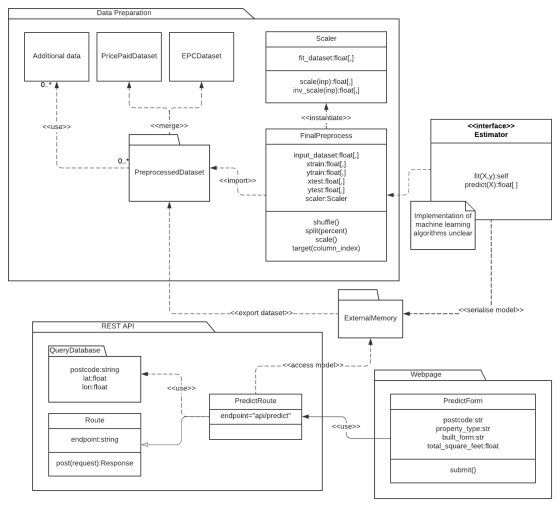 Data Preparation
Additional data
PricePaidDataset
EPCDataset
Scaler
fit_dataset:float[,]
scale(inp):float[,]
inv_scale(inp):float[,]
0..*
<<use>>
<<merge>>
<<instantiate>>
0..*
PreprocessedDataset
<<import>>
FinalPreprocess
input_dataset:float[,]
xtrain:float[,]
ytrain:float[,]
xtest:float[,]
ytest:float[,]
scaler:Scaler
shuffle()
split(percent)
scale()
target(column_index)
<<interface>>
Estimator
fit(X,y):self
predict(X):float[ ]
Implementation of
machine learning
algorithms unclear
<<export dataset>>
ExternalMemory
<<serialise model>>
REST API
QueryDatabase
postcode:string
lat:float
lon:float
<<access model>>
<<use>>
PredictRoute
endpoint="api/predict"
Route
endpoint:string
post(request):Response
<<use>>
Webpage
PredictForm
postcode:str
property_type:str
built_form:str
total_square_feet:float
submit()